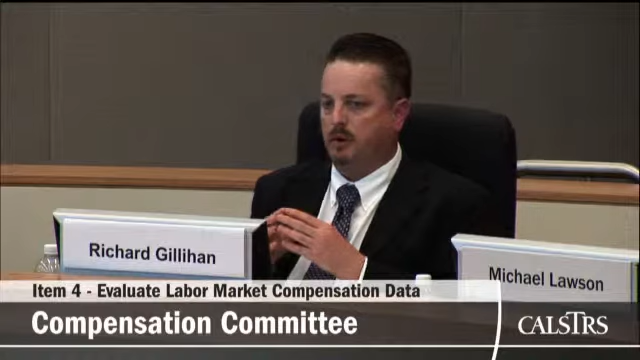 Richard Gillihan
Michael Lawson
Item 4 - Evaluate Labor Market Compensation Data
Compensation Committee
CALSTRS